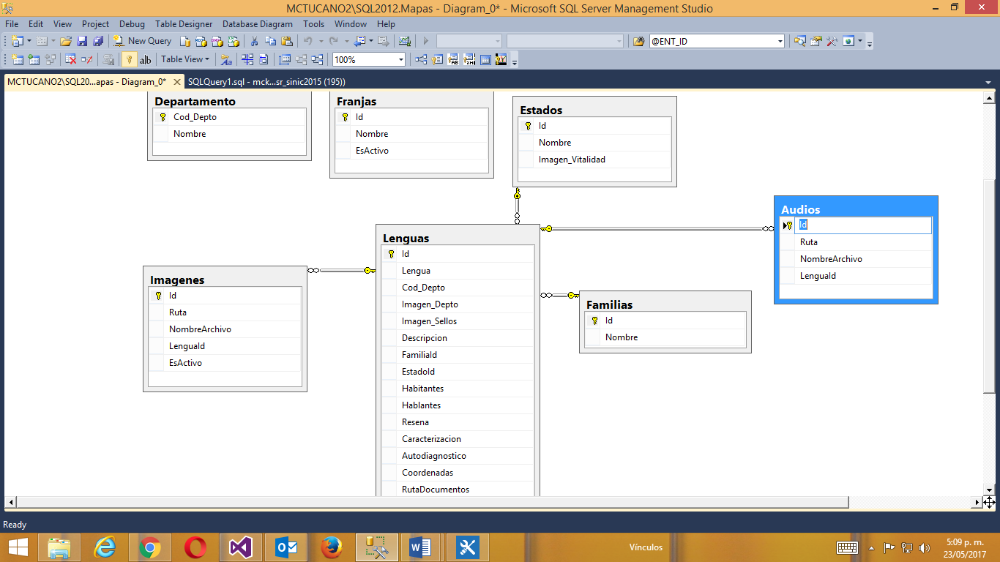 MCTUCANO2\SQL2012.Mapas - Diagram_0* - Microsoft SQL Server Management Studio
File Edit View Project Debug Table Designer Database Diagram Tools Window Help
New Query @ENT_ID
ab Table View 100%
MCTUCANO2\SQL20...apas - Diagram_0* SQLQuery1.sql - mck...sr_sinic2015 (195))
Departamento
Cod_Depto
Nombre
Franjas
Id
Nombre
EsActivo
Estados
Id
Nombre
Imagen_Vitalidad
Audios
Id
Ruta
NombreArchivo
LenguaId
Lenguas
Id
Lengua
Cod_Depto
Imagen_Depto
Imagen_Sellos
Descripcion
FamiliaId
EstadoId
Habitantes
Hablantes
Resena
Caracterizacion
Autodiagnostico
Coordenadas
RutaDocumentos
Imagenes
Id
Ruta
NombreArchivo
LenguaId
EsActivo
Familias
Id
Nombre
Ready
Vínculos
5:09 p. m.
23/05/2017